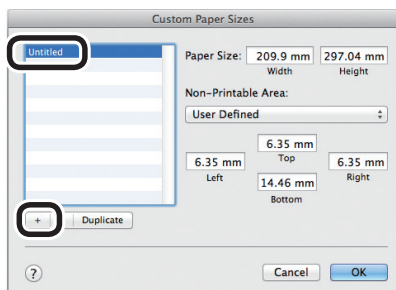 Custom Paper Sizes
Untitled
Paper Size: 209.9 mm 297.04 mm
Width Height
Non-Printable Area:
User Defined
6.35 mm
Top
6.35 mm 6.35 mm
Left Right
14.46 mm
Bottom
+ Duplicate
? Cancel OK